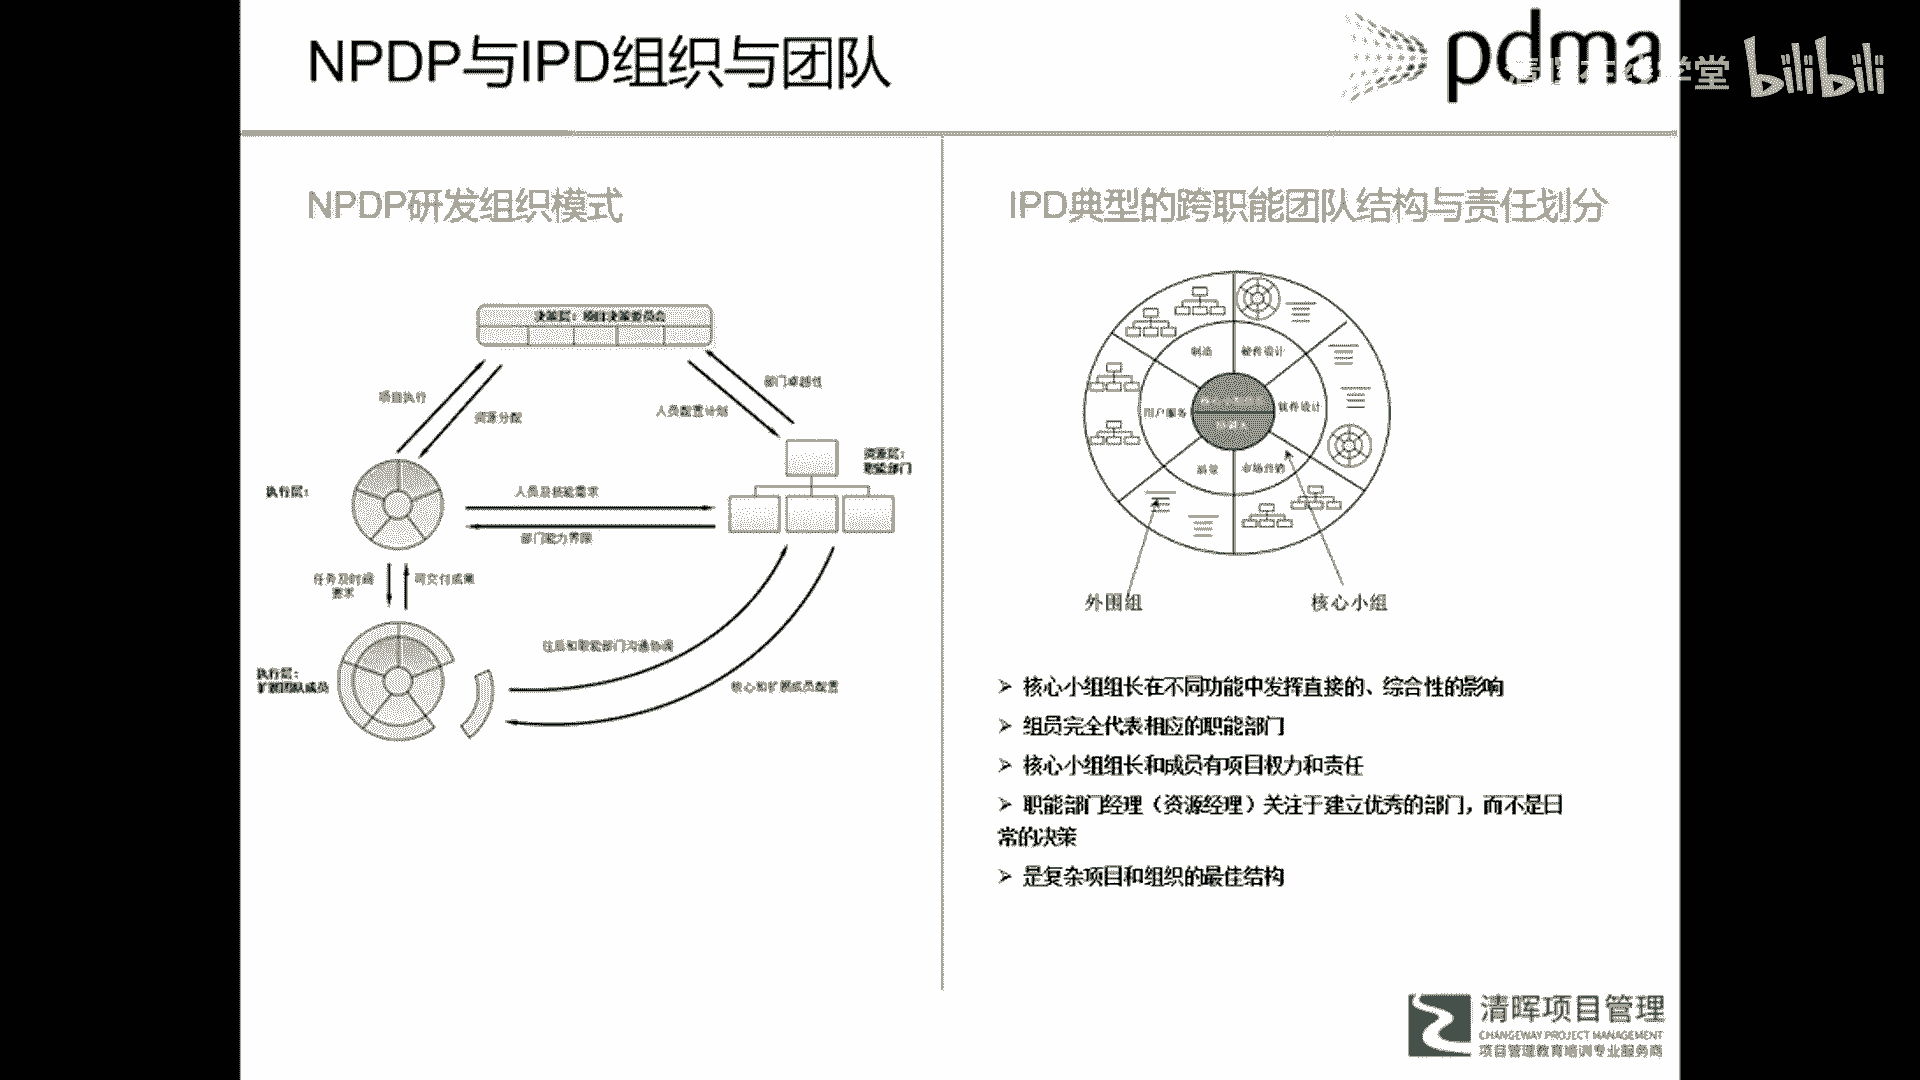 NPDP与IPD组织与团队
pdma
学堂
bilibili
NPDP研发组织模式
IPD典型的跨职能团队结构与责任划分
决策层：项目决策委员会
项目执行
资源分配
人员配置计划
部门卓越性
资源层：
职能部门
执行层：
人员及技能需求
部门能力界限
任务及时间
要求
可交付成果
执行层：
扩展团队成员
往后和职能部门沟通协调
核心和扩展成员配置
制造
硬件设计
用户服务
软件设计
质量
市场营销
外围组
核心小组
➢ 核心小组组长在不同功能中发挥直接的、综合性的影响
➢ 组员完全代表相应的职能部门
➢ 核心小组组长和成员有项目权力和责任
➢ 职能部门经理（资源经理）关注于建立优秀的部门，而不是日
常的决策
➢ 是复杂项目和组织的最佳结构
清晖项目管理
CHANGEWAY PROJECT MANAGEMENT
项目管理教育培训专业服务商